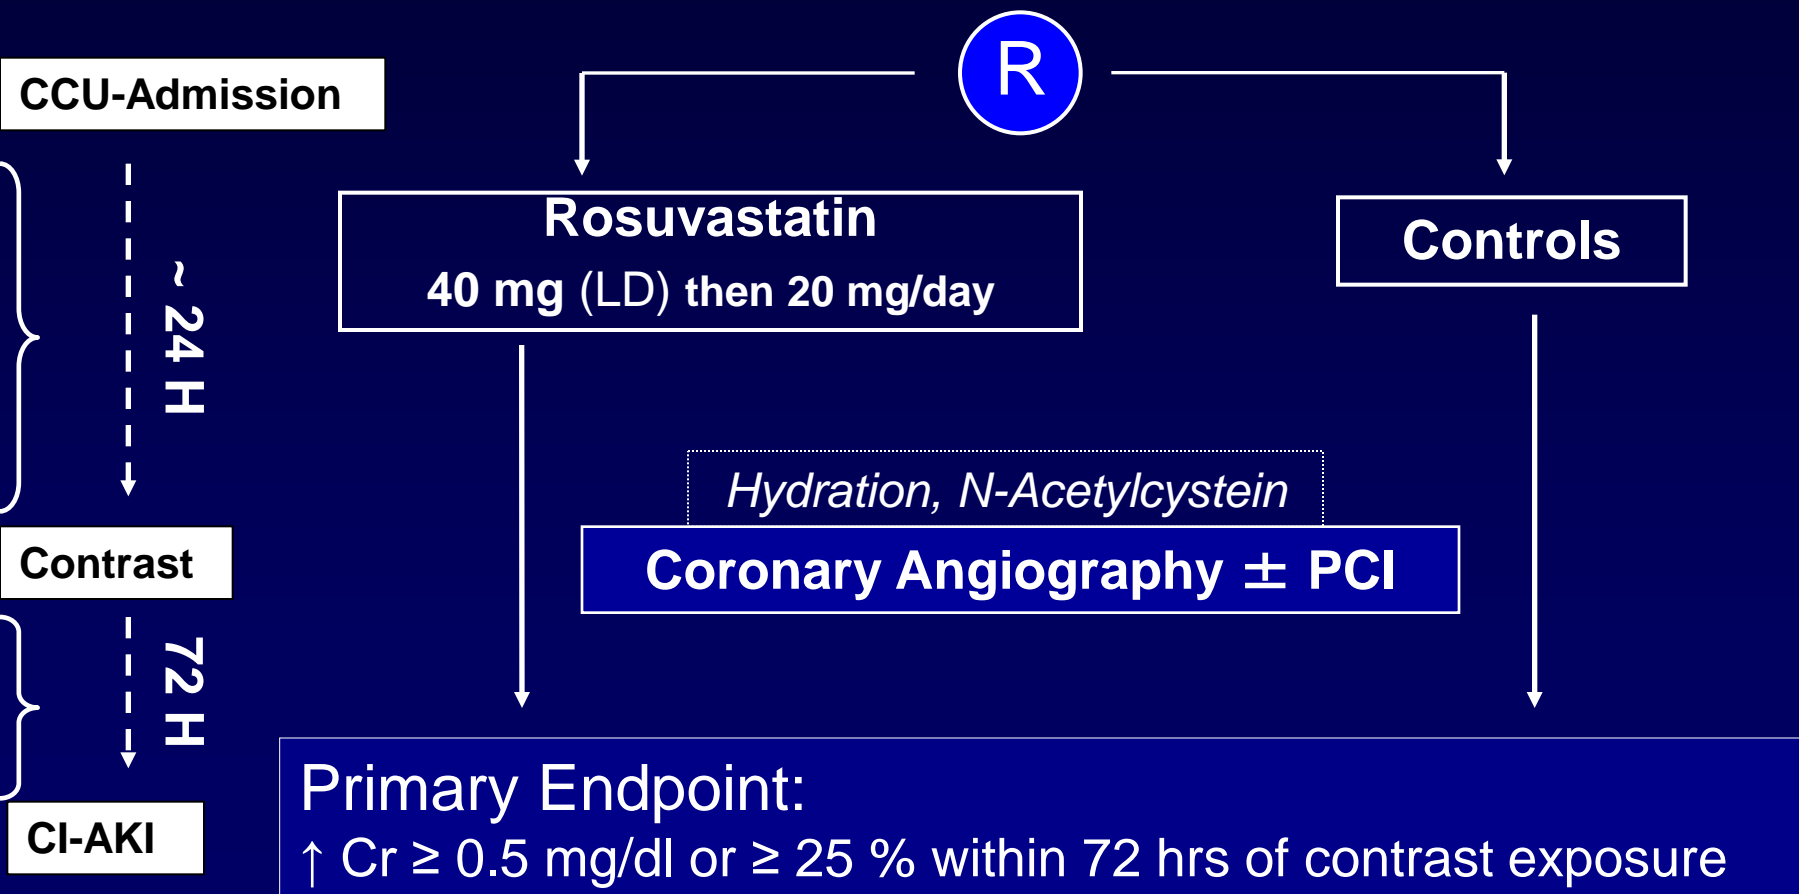 R
CCU-Admission
Rosuvastatin
40 mg (LD) then 20 mg/day
Controls
~ 24 H
Hydration, N-Acetylcystein
Contrast
Coronary Angiography ± PCI
72 H
Primary Endpoint:
↑ Cr ≥ 0.5 mg/dl or ≥ 25 % within 72 hrs of contrast exposure
CI-AKI